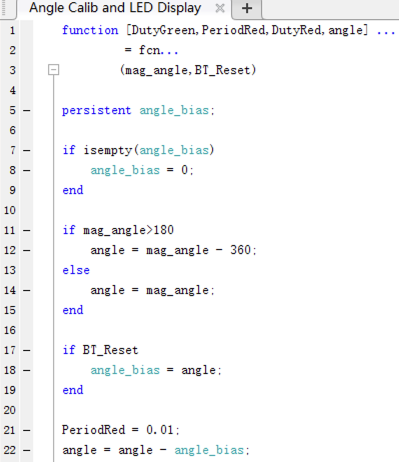 Angle Calib and LED Display × +
1 function [DutyGreen,PeriodRed,DutyRed,angle] ...
2 = fcn...
3 (mag_angle,BT_Reset)
4
5 – persistent angle_bias;
6
7 – if isempty(angle_bias)
8 – angle_bias = 0;
9 end
10
11 – if mag_angle>180
12 – angle = mag_angle - 360;
13 else
14 – angle = mag_angle;
15 end
16
17 – if BT_Reset
18 – angle_bias = angle;
19 end
20
21 – PeriodRed = 0.01;
22 – angle = angle - angle_bias;